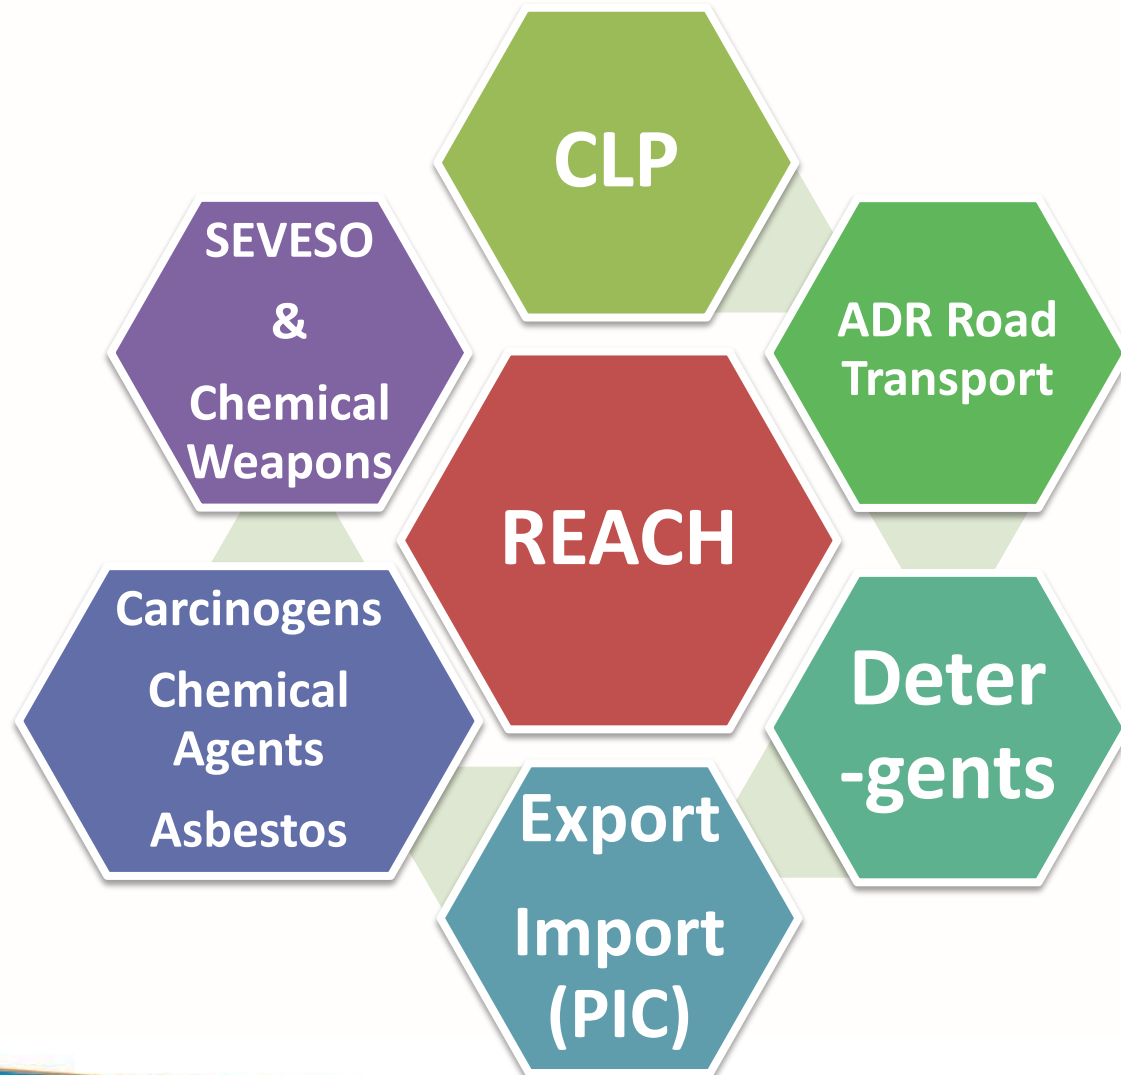 CLP
SEVESO
&
Chemical
Weapons
ADR Road
Transport
REACH
Carcinogens
Chemical
Agents
Asbestos
Deter
-gents
Export
Import
(PIC)